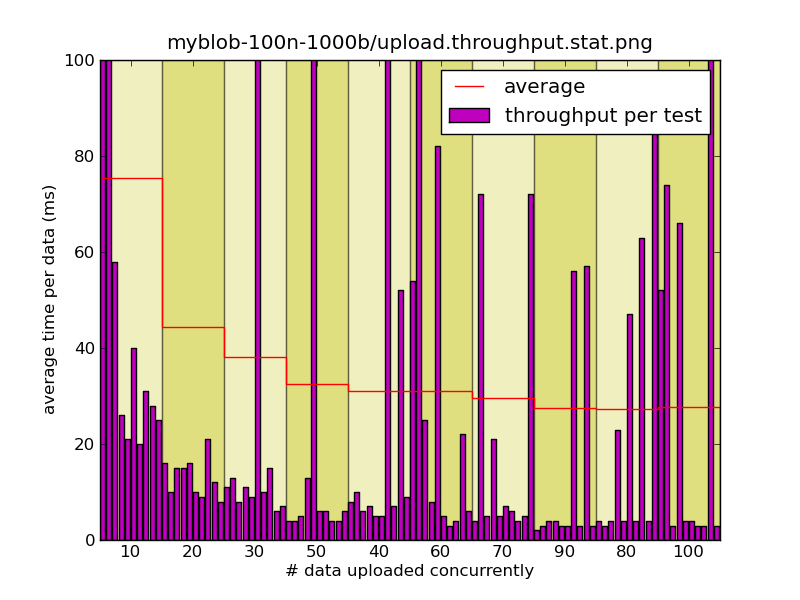 myblob-100n-1000b/upload.throughput.stat.png
average
throughput per test
average time per data (ms)
100
80
60
40
20
0
10 20 30 50 40 60 70 90 80 100
# data uploaded concurrently